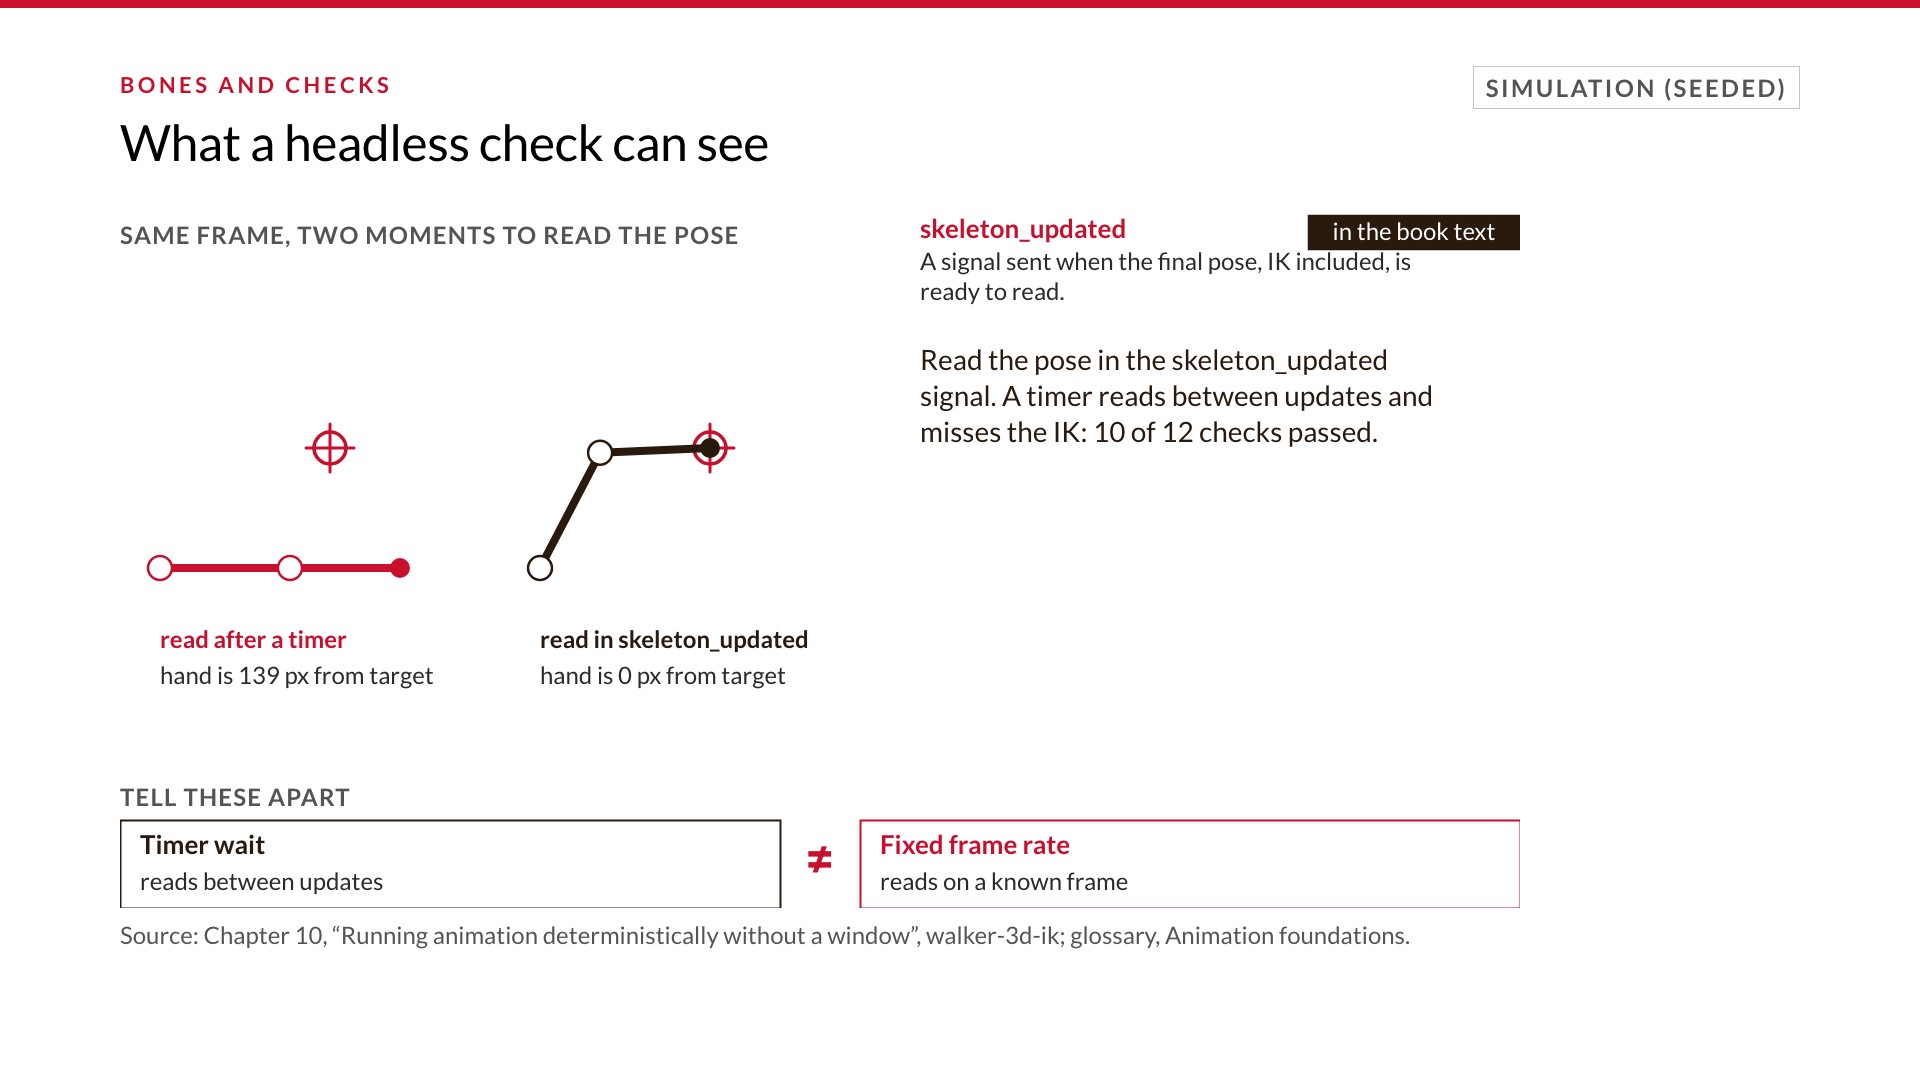 BONES AND CHECKS
SIMULATION (SEEDED)
What a headless check can see
SAME FRAME, TWO MOMENTS TO READ THE POSE
read after a timer
hand is 139 px from target
read in skeleton_updated
hand is 0 px from target
skeleton_updated
in the book text
A signal sent when the final pose, IK included, is
ready to read.
Read the pose in the skeleton_updated
signal. A timer reads between updates and
misses the IK: 10 of 12 checks passed.
TELL THESE APART
Timer wait
reads between updates
≠
Fixed frame rate
reads on a known frame
Source: Chapter 10, “Running animation deterministically without a window”, walker-3d-ik; glossary, Animation foundations.